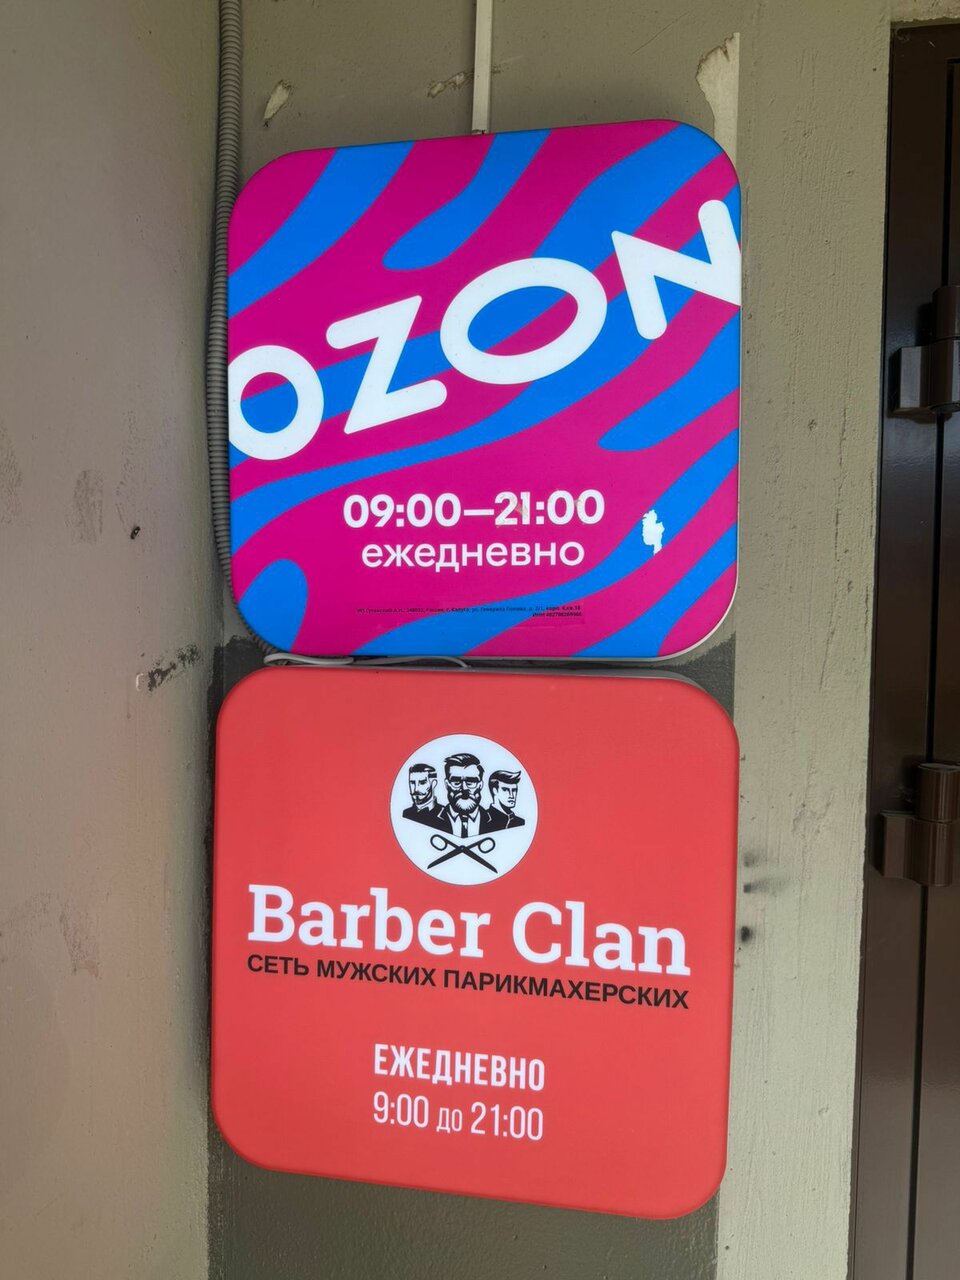 OZON
09:00—21:00
ежедневно
Barber Clan
СЕТЬ МУЖСКИХ ПАРИКМАХЕРСКИХ
ЕЖЕДНЕВНО
9:00 до 21:00